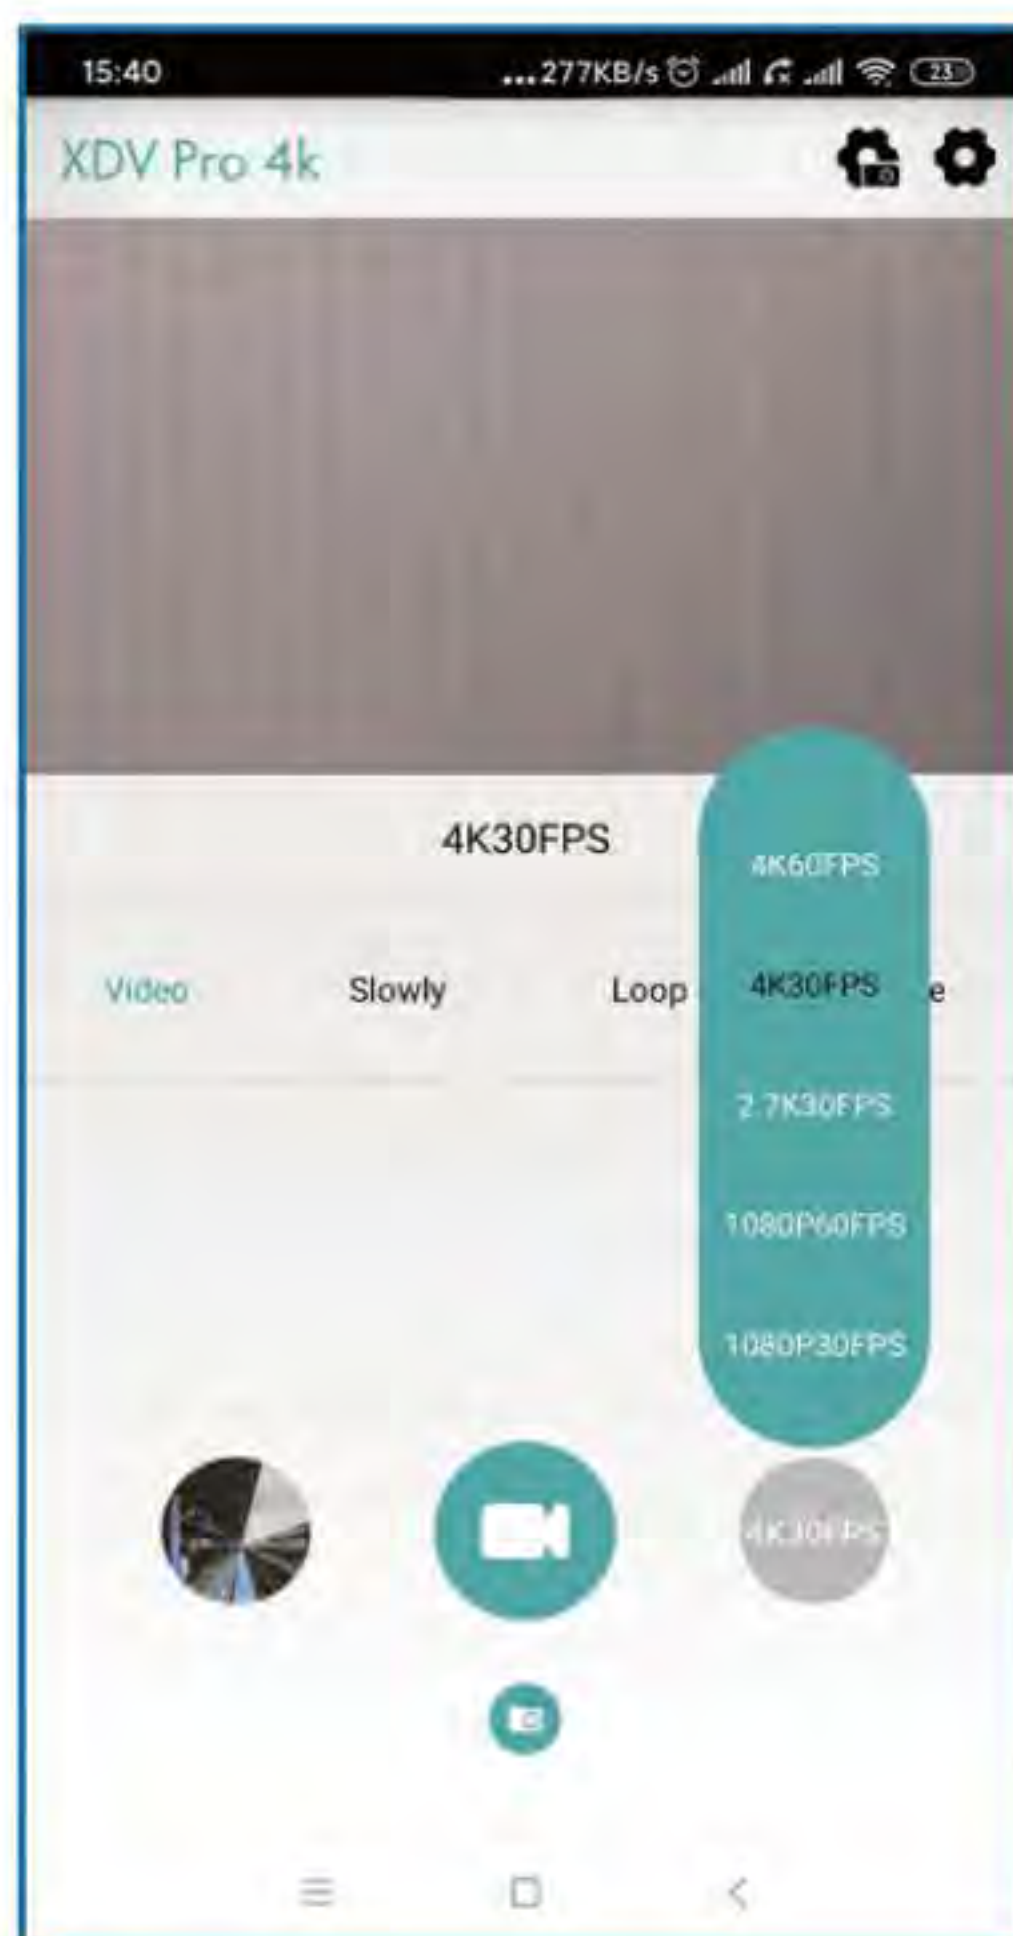 15:40 ...277KB/s 23
XDV Pro 4k
4K30FPS
4K60FPS
Video Slowly Loop 4K30FPS e
2.7K30FPS
1080P60FPS
1080P30FPS
4K30FPS